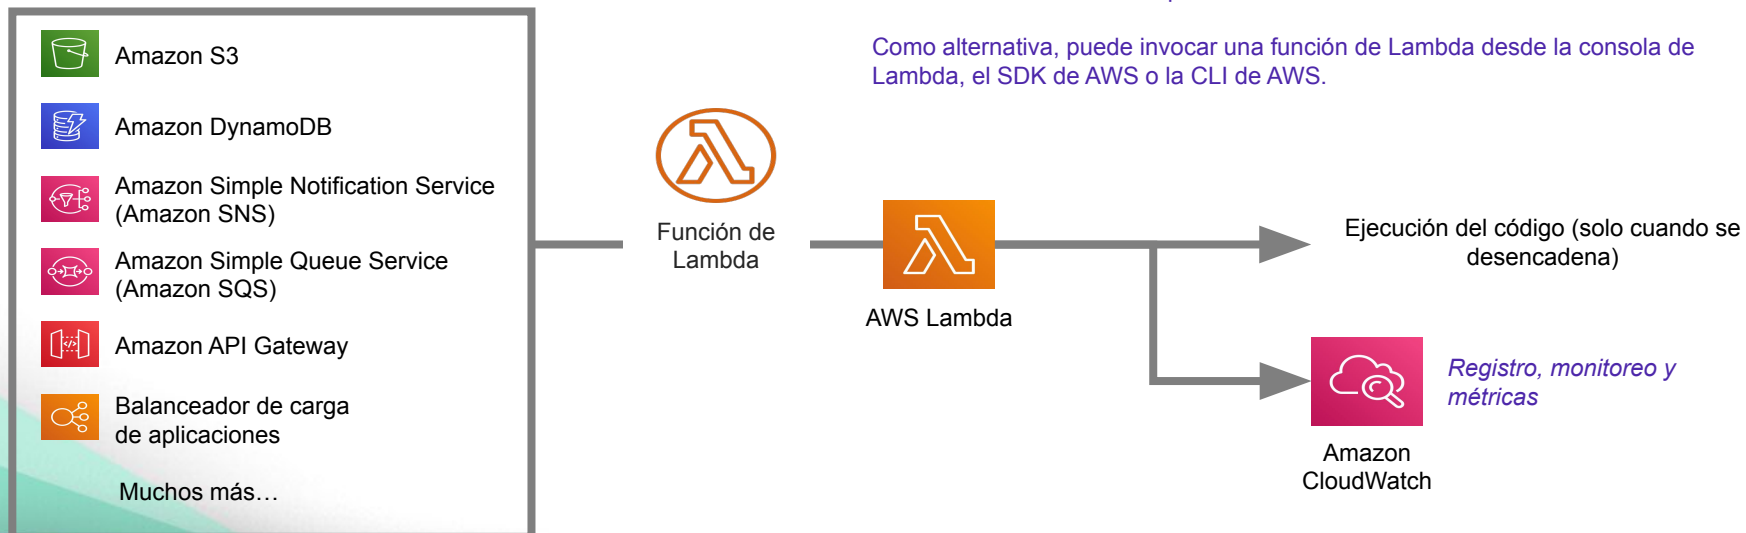 Amazon S3
Amazon DynamoDB
Amazon Simple Notification Service
(Amazon SNS)
Amazon Simple Queue Service
(Amazon SQS)
Amazon API Gateway
Balanceador de carga
de aplicaciones
Muchos más…
Función de
Lambda
Como alternativa, puede invocar una función de Lambda desde la consola de
Lambda, el SDK de AWS o la CLI de AWS.
AWS Lambda
Ejecución del código (solo cuando se
desencadena)
Registro, monitoreo y
métricas
Amazon
CloudWatch